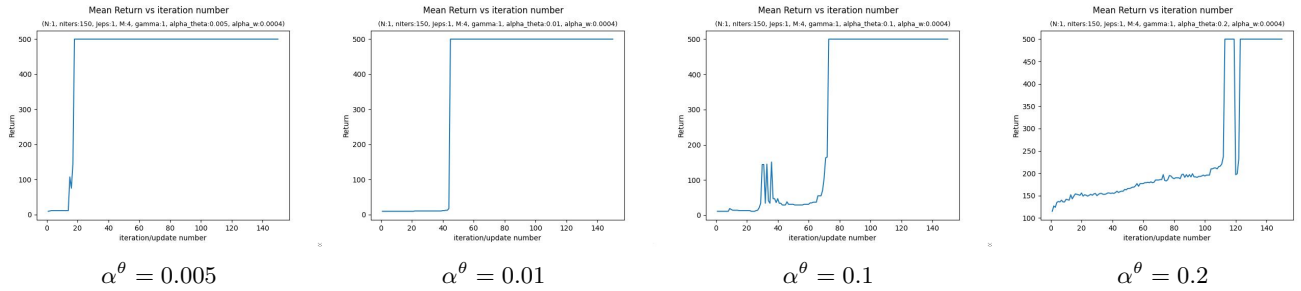 Mean Return vs iteration number
(N:1, niters:150, Jeps:1, M:4, gamma:1, alpha_theta:0.005, alpha_w:0.0004)
500
400
300
200
100
0
Return
0 20 40 60 80 100 120 140
iteration/update number
α^θ = 0.005
Mean Return vs iteration number
(N:1, niters:150, Jeps:1, M:4, gamma:1, alpha_theta:0.01, alpha_w:0.0004)
500
400
300
200
100
0
Return
0 20 40 60 80 100 120 140
iteration/update number
α^θ = 0.01
Mean Return vs iteration number
(N:1, niters:150, Jeps:1, M:4, gamma:1, alpha_theta:0.1, alpha_w:0.0004)
500
400
300
200
100
0
Return
0 20 40 60 80 100 120 140
iteration/update number
α^θ = 0.1
Mean Return vs iteration number
(N:1, niters:150, Jeps:1, M:4, gamma:1, alpha_theta:0.2, alpha_w:0.0004)
500
450
400
350
300
250
200
150
100
Return
0 20 40 60 80 100 120 140
iteration/update number
α^θ = 0.2